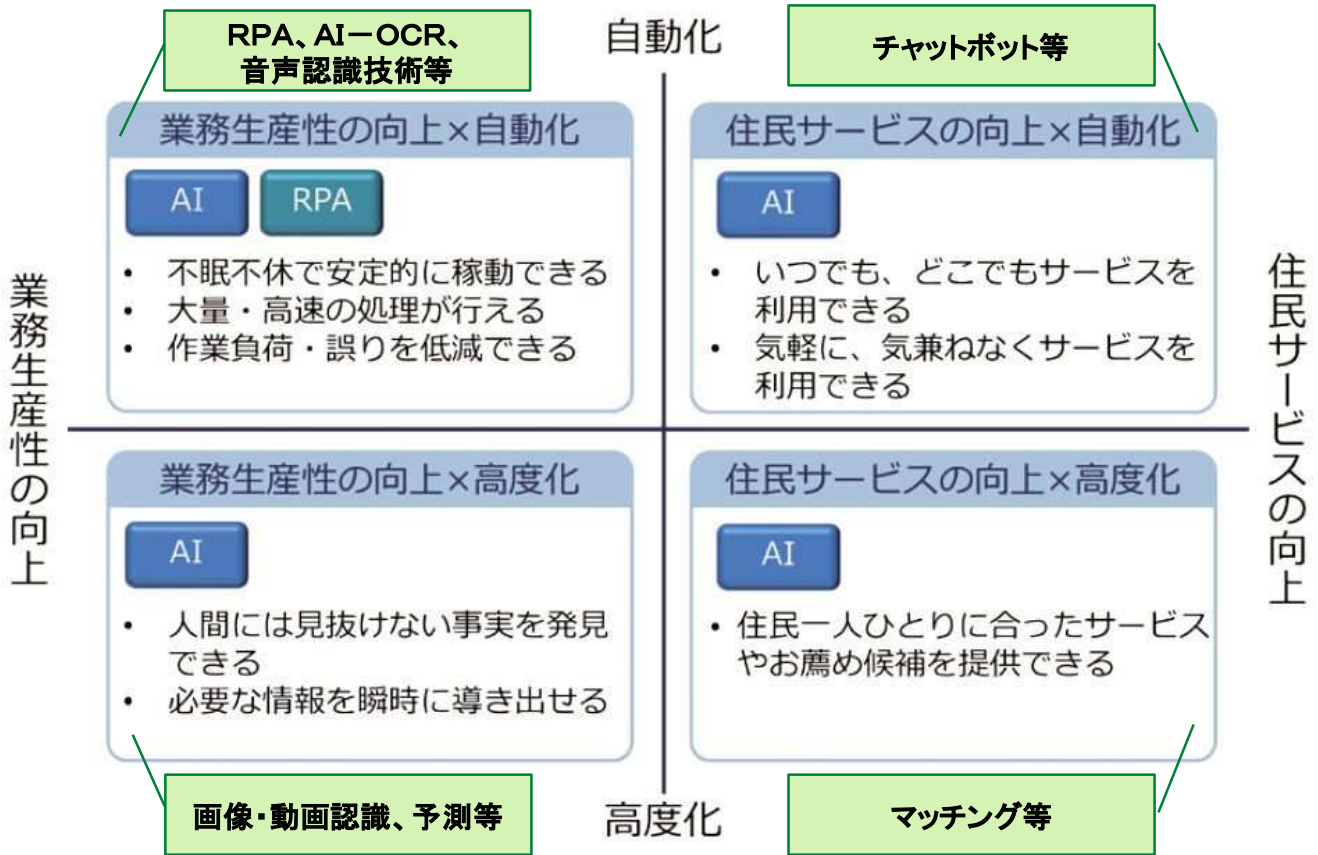 RPA、AI－OCR、
音声認識技術等
自動化
チャットボット等
業務生産性の向上×自動化
AI
RPA
• 不眠不休で安定的に稼動できる
• 大量・高速の処理が行える
• 作業負荷・誤りを低減できる
住民サービスの向上×自動化
AI
• いつでも、どこでもサービスを
利用できる
• 気軽に、気兼ねなくサービスを
利用できる
業務生産性の向上
住民サービスの向上
業務生産性の向上×高度化
AI
• 人間には見抜けない事実を発見
できる
• 必要な情報を瞬時に導き出せる
住民サービスの向上×高度化
AI
• 住民一人ひとりに合ったサービス
やお薦め候補を提供できる
画像・動画認識、予測等
高度化
マッチング等